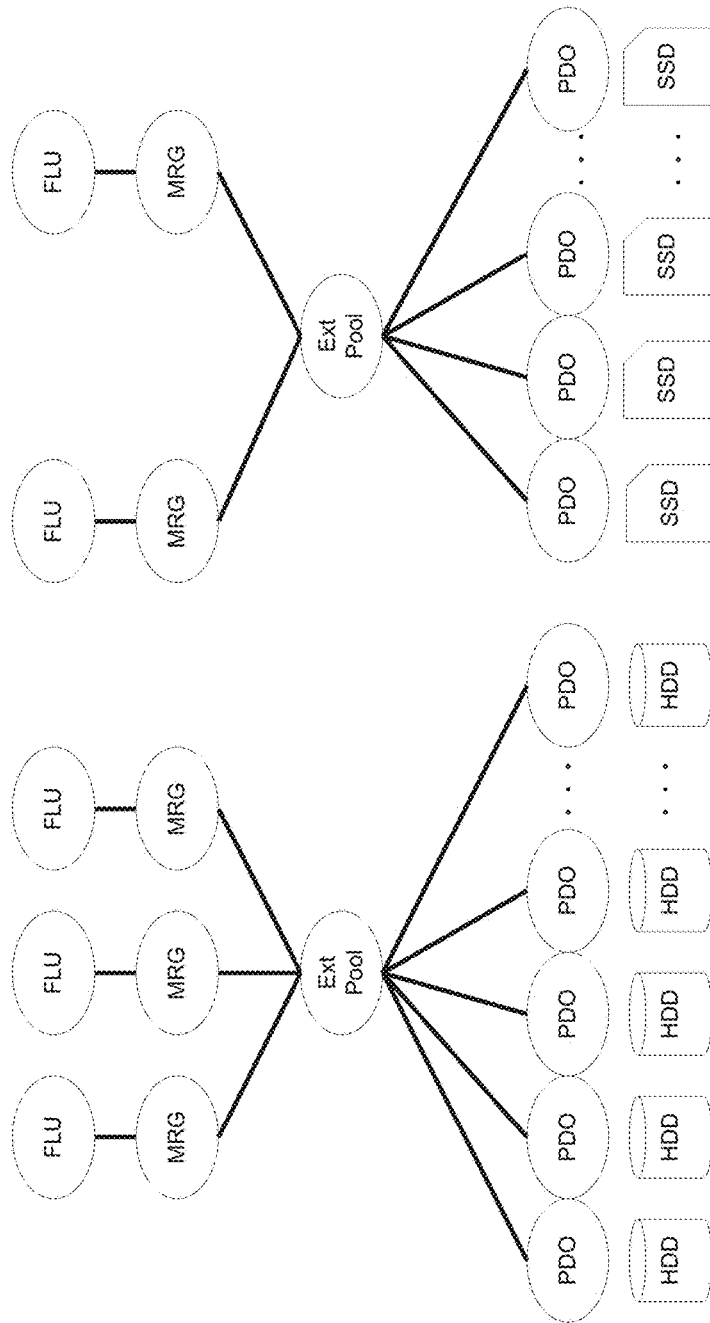 FLU
FLU
FLU
MRG
MRG
MRG
Ext
Pool
PDO
PDO
PDO
PDO
. . .
PDO
HDD
HDD
HDD
HDD
. . .
HDD
FLU
FLU
MRG
MRG
Ext
Pool
PDO
PDO
PDO
. . .
PDO
SSD
SSD
SSD
. . .
SSD